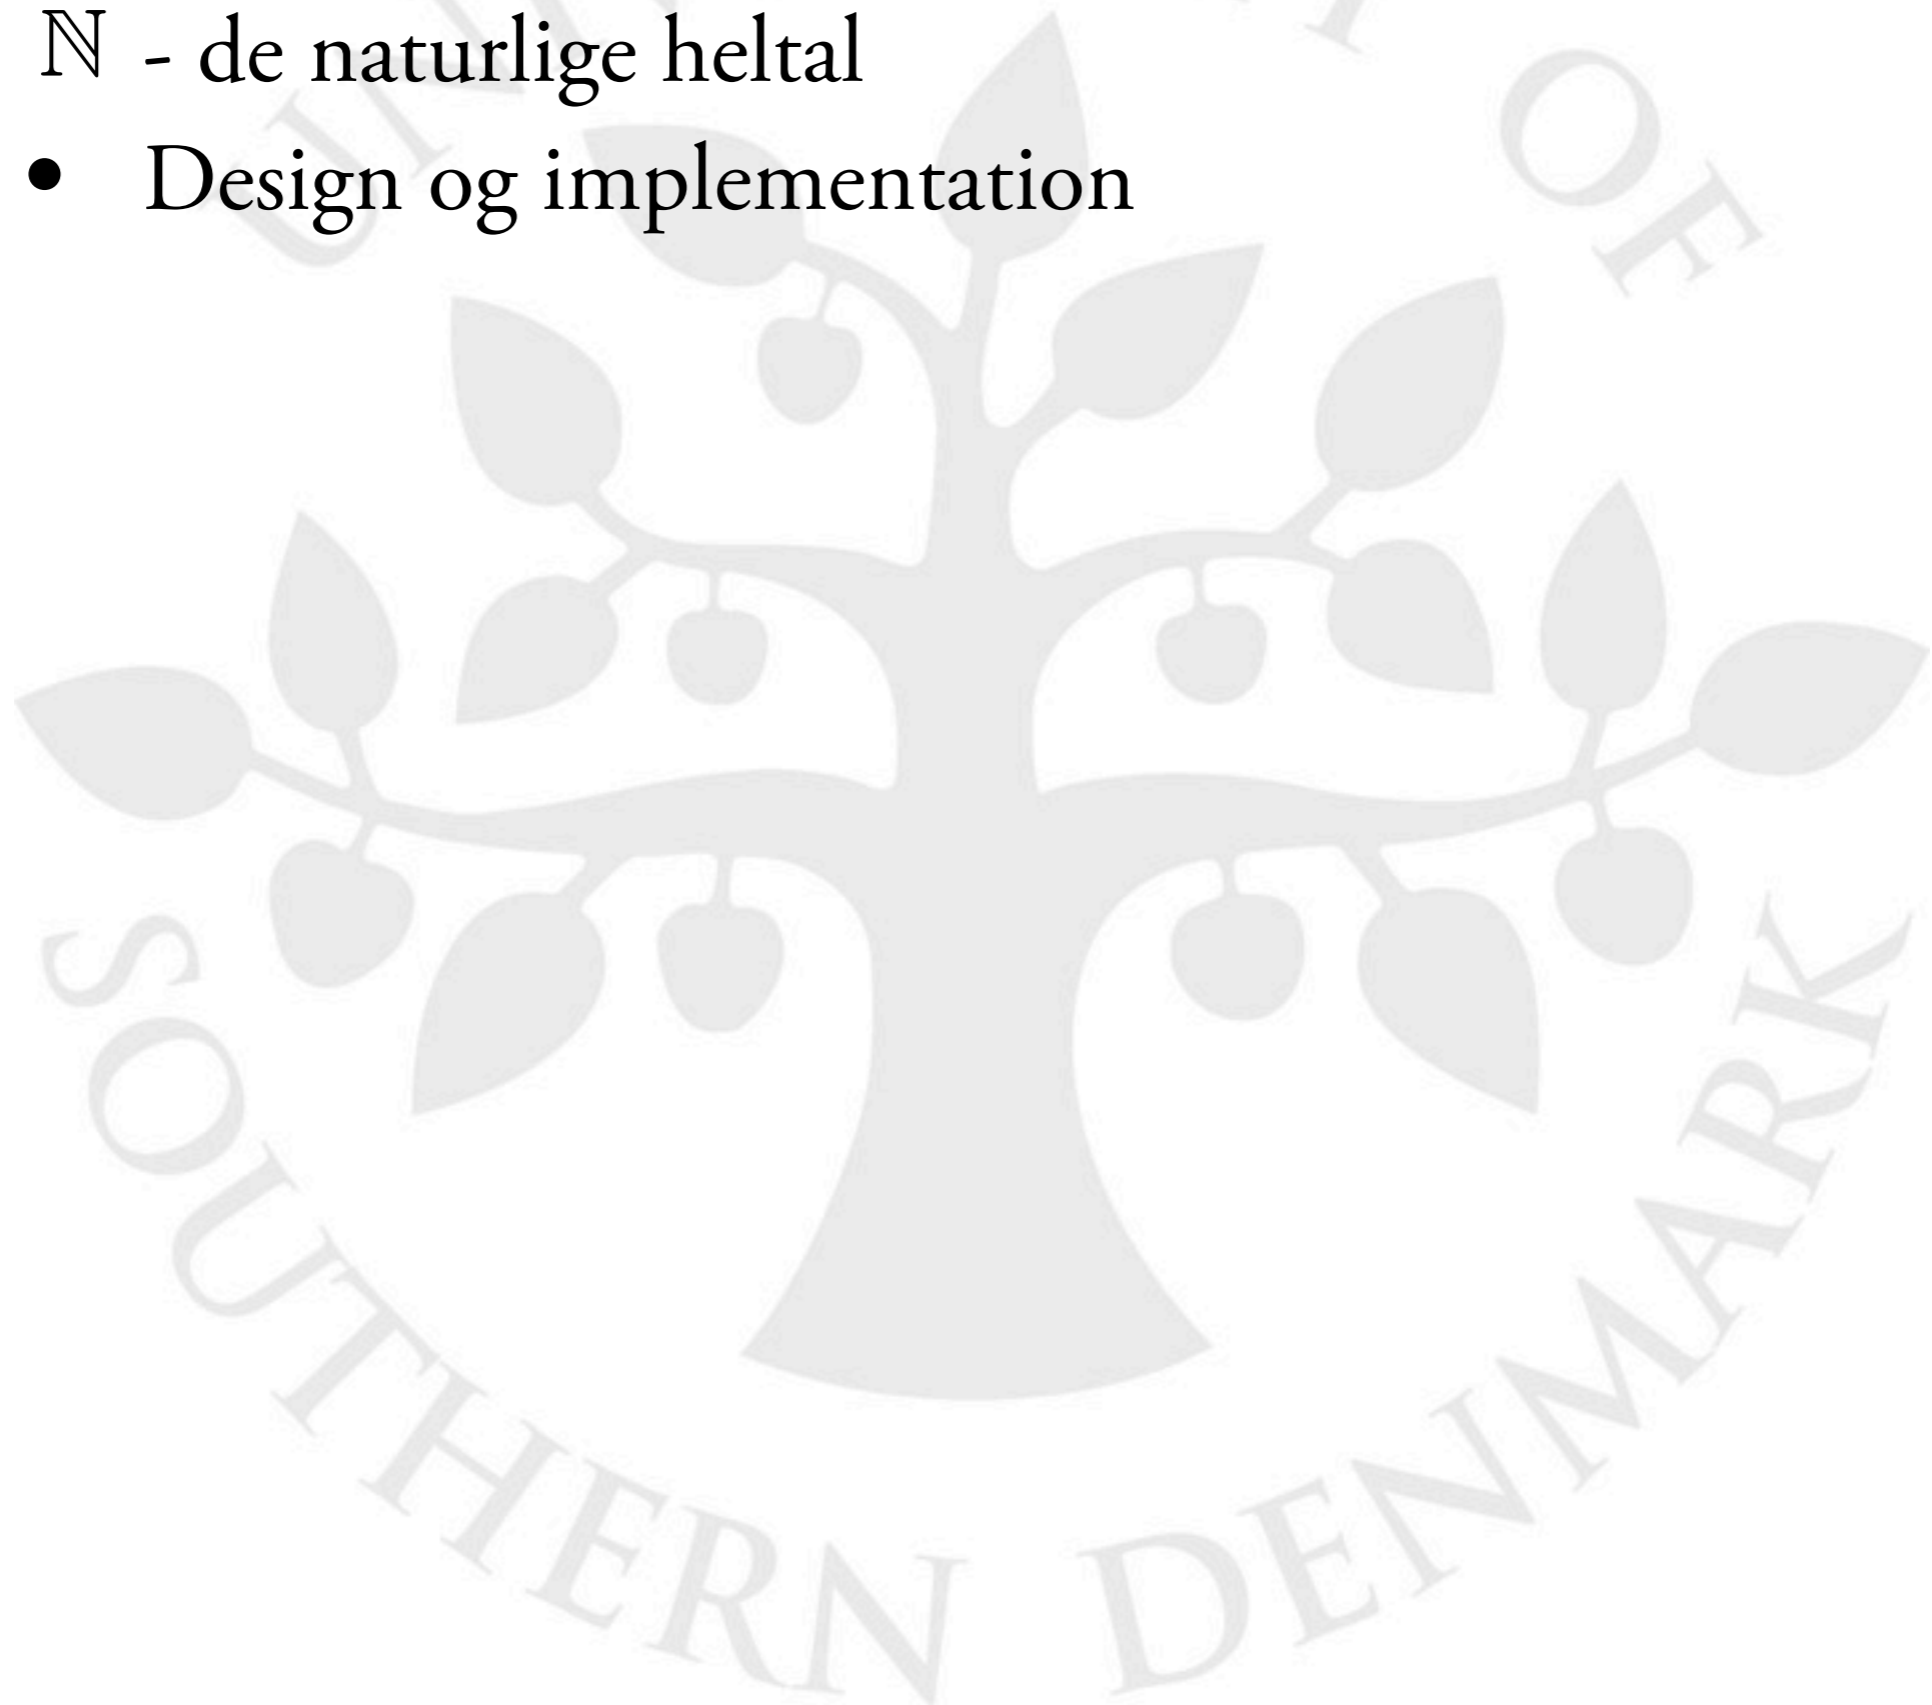 ℕ - de naturlige heltal
• Design og implementation
OF
SOUTHERN DENMARK